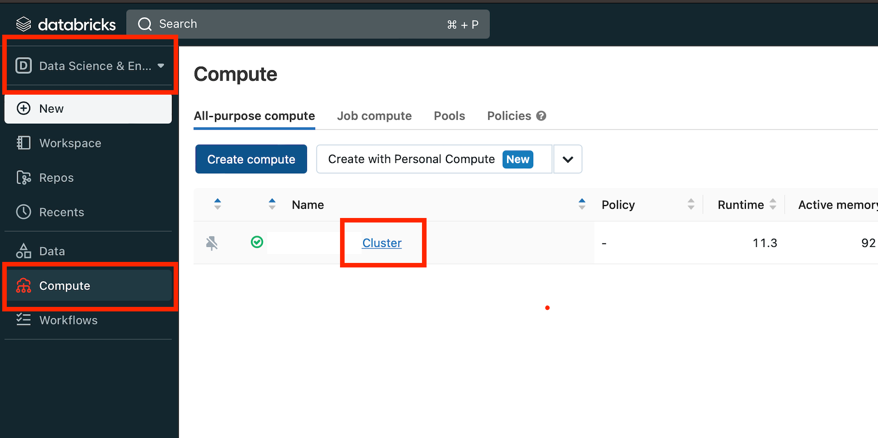 databricks
Search ⌘ + P
D Data Science & En...
New
Workspace
Repos
Recents
Data
Compute
Workflows
Compute
All-purpose compute Job compute Pools Policies ?
Create compute Create with Personal Compute New
Name Policy Runtime Active memory
Cluster - 11.3 92